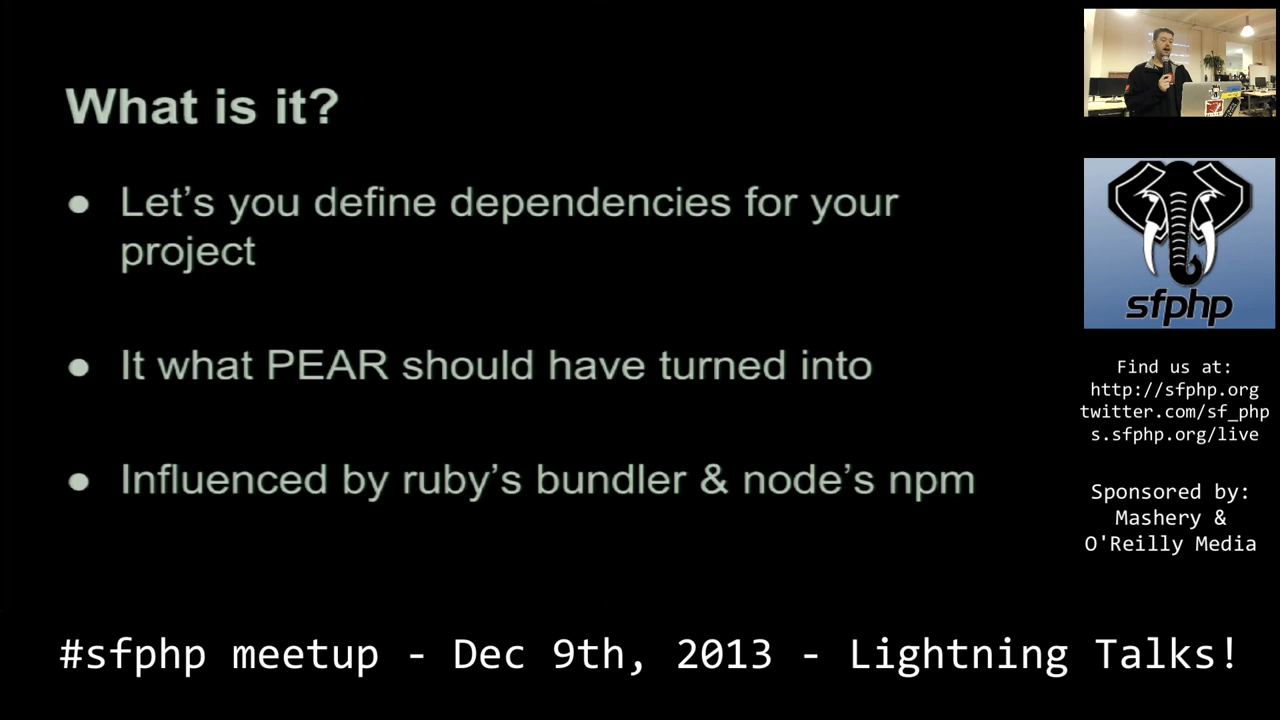 What is it?
● Let's you define dependencies for your
project
● It what PEAR should have turned into
● Influenced by ruby's bundler & node's npm
sfphp
Find us at:
http://sfphp.org
twitter.com/sf_php
s.sfphp.org/live
Sponsored by:
Mashery &
O'Reilly Media
#sfphp meetup - Dec 9th, 2013 - Lightning Talks!